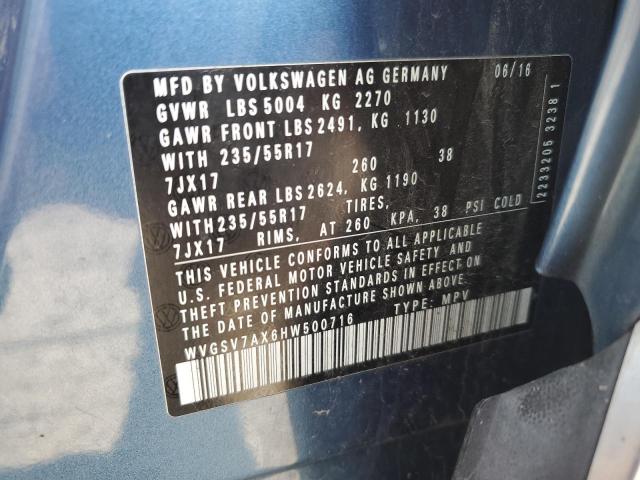 MFD BY VOLKSWAGEN AG GERMANY 06/16
GVWR LBS 5004 KG 2270
GAWR FRONT LBS 2491, KG 1130
WITH 235/55R17
7JX17 260 38
GAWR REAR LBS 2624, KG 1190
WITH 235/55R17 TIRES,
7JX17 RIMS, AT 260 KPA, 38 PSI COLD
THIS VEHICLE CONFORMS TO ALL APPLICABLE
U.S. FEDERAL MOTOR VEHICLE SAFETY AND
THEFT PREVENTION STANDARDS IN EFFECT ON
THE DATE OF MANUFACTURE SHOWN ABOVE.
WVGSV7AX6HW500716 TYPE: MPV
2233205 3238 1